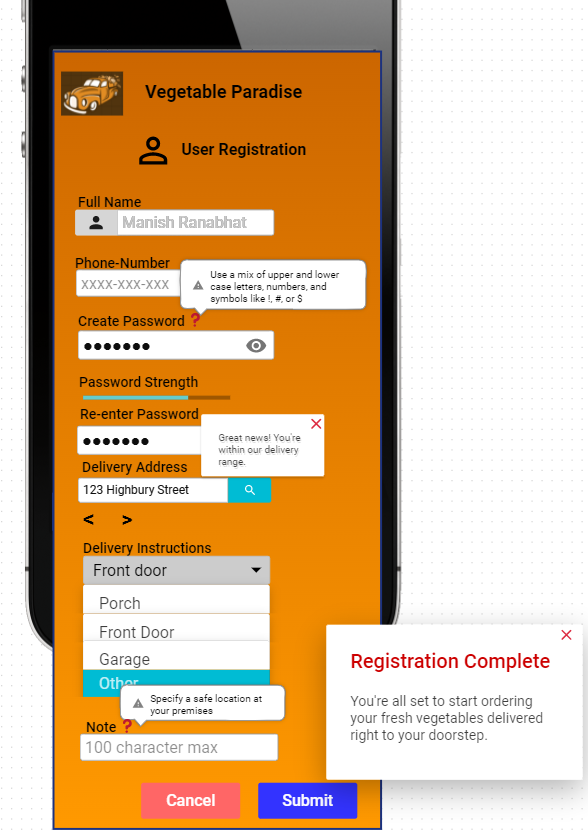 Vegetable Paradise
User Registration
Full Name
Manish Ranabhat
Phone-Number
XXXX-XXX-XXX
Use a mix of upper and lower
case letters, numbers, and
symbols like !, #, or $
Create Password ?
●●●●●●●
Password Strength
Re-enter Password
●●●●●●●
Great news! You're
within our delivery
range.
Delivery Address
123 Highbury Street
< >
Delivery Instructions
Front door
Porch
Front Door
Garage
Other
Specify a safe location at
your premises
Note ?
100 character max
Cancel Submit
Registration Complete
You're all set to start ordering
your fresh vegetables delivered
right to your doorstep.